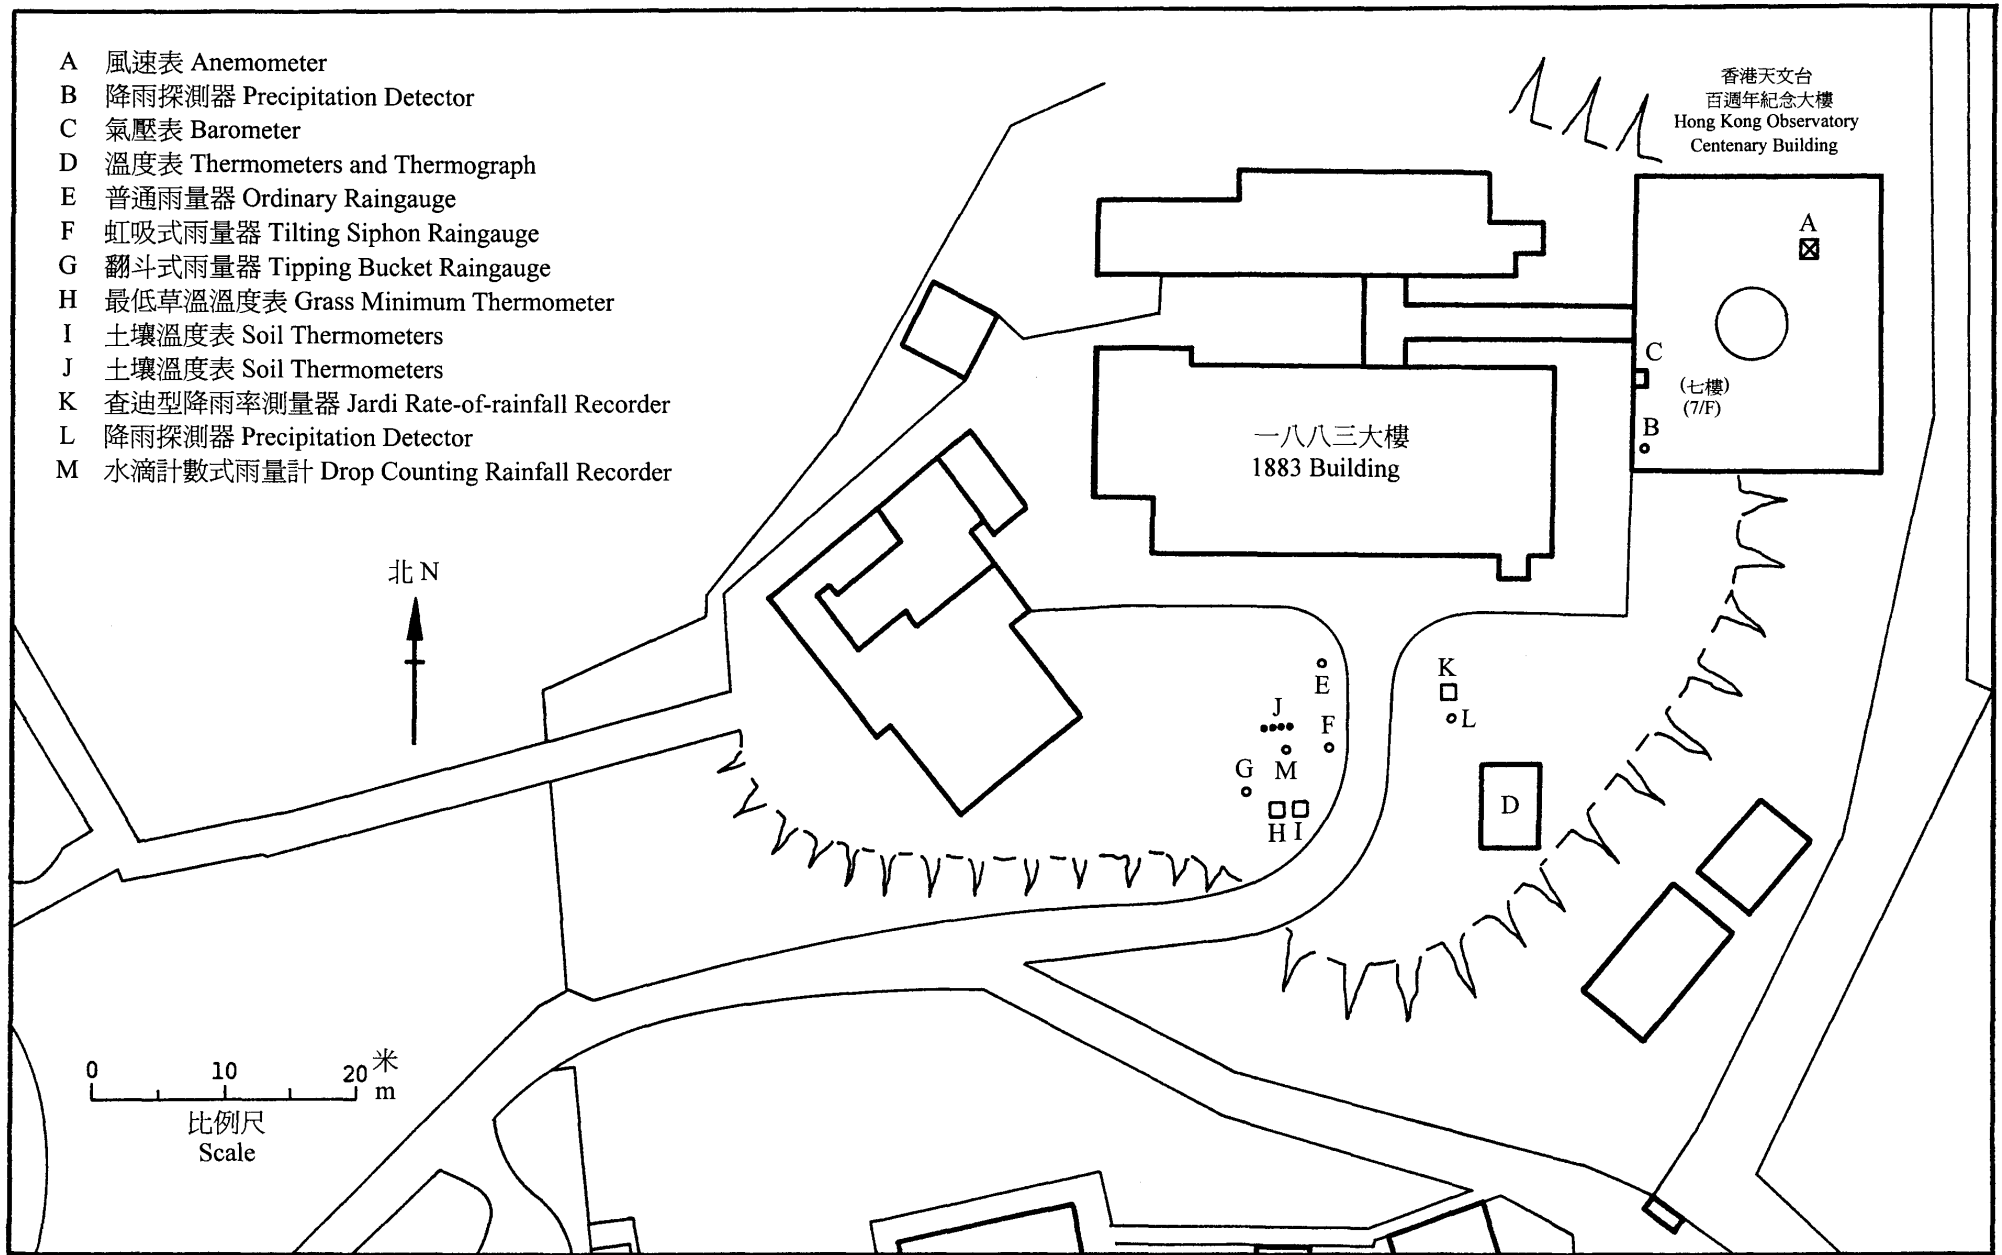 A 風速表 Anemometer
B 降雨探測器 Precipitation Detector
C 氣壓表 Barometer
D 溫度表 Thermometers and Thermograph
E 普通雨量器 Ordinary Raingauge
F 虹吸式雨量器 Tilting Siphon Raingauge
G 翻斗式雨量器 Tipping Bucket Raingauge
H 最低草溫溫度表 Grass Minimum Thermometer
I 土壤溫度表 Soil Thermometers
J 土壤溫度表 Soil Thermometers
K 查迪型降雨率測量器 Jardi Rate-of-rainfall Recorder
L 降雨探測器 Precipitation Detector
M 水滴計數式雨量計 Drop Counting Rainfall Recorder
香港天文台
百週年紀念大樓
Hong Kong Observatory
Centenary Building
A
C
(七樓)
(7/F)
B
一八八三大樓
1883 Building
北 N
E
K
J
L
F
G
M
D
H I
0 10 20 米
m
比例尺
Scale